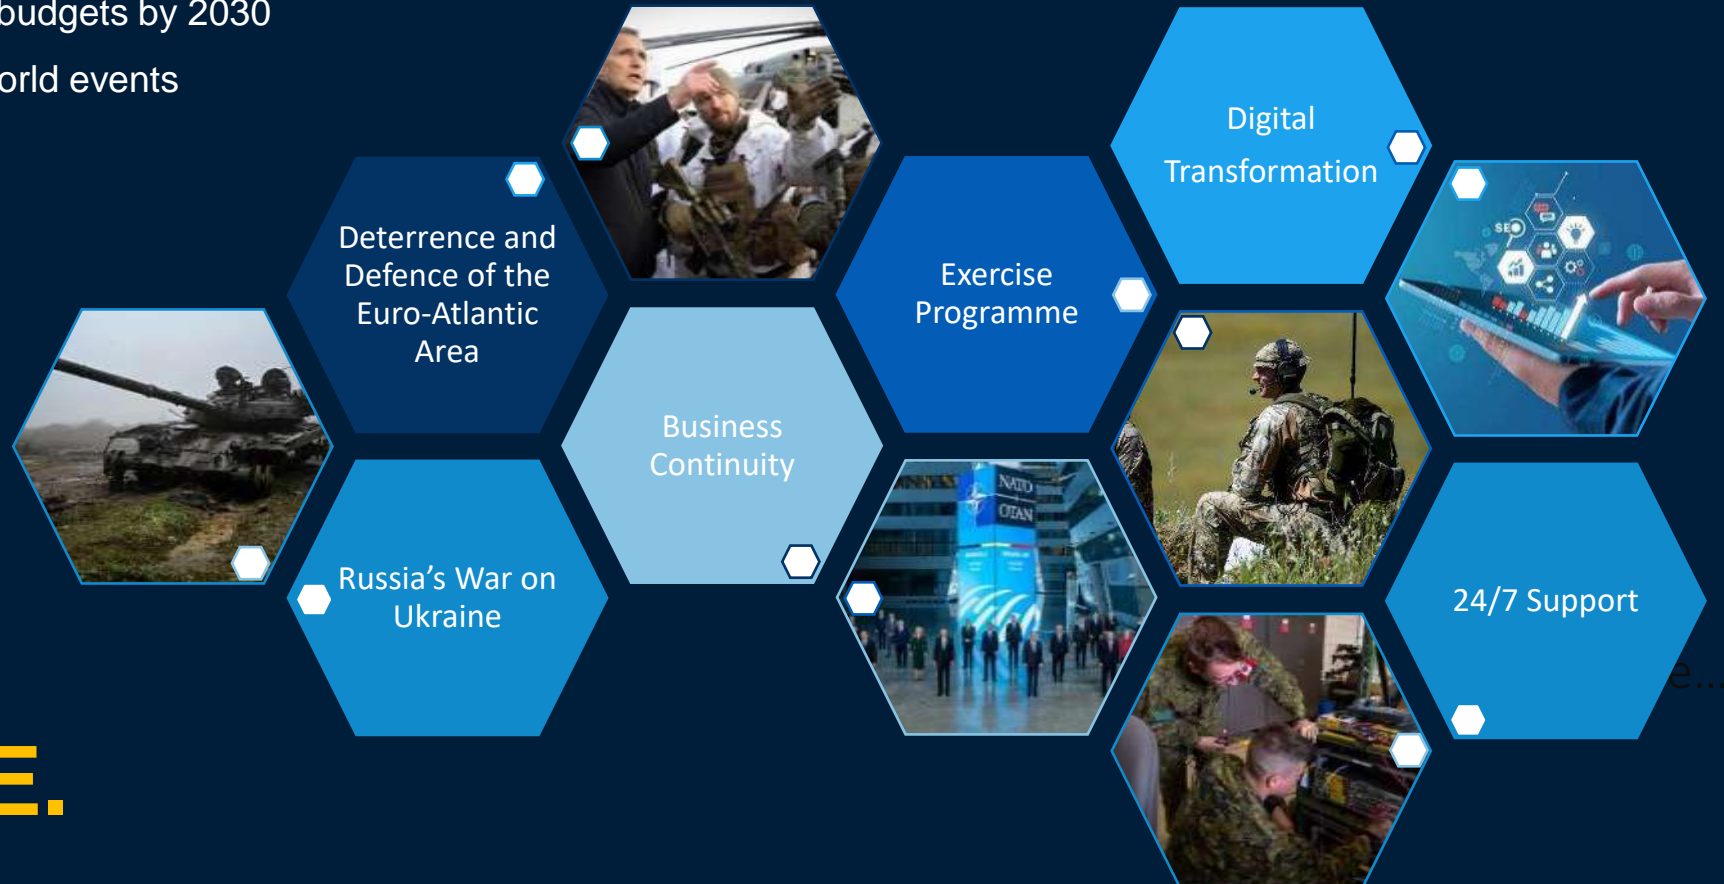 budgets by 2030
orld events
Digital
Transformation
Deterrence and
Defence of the
Euro-Atlantic
Area
Exercise
Programme
SEO
Business
Continuity
NATO
OTAN
Russia’s War on
Ukraine
24/7 Support
e...
E.